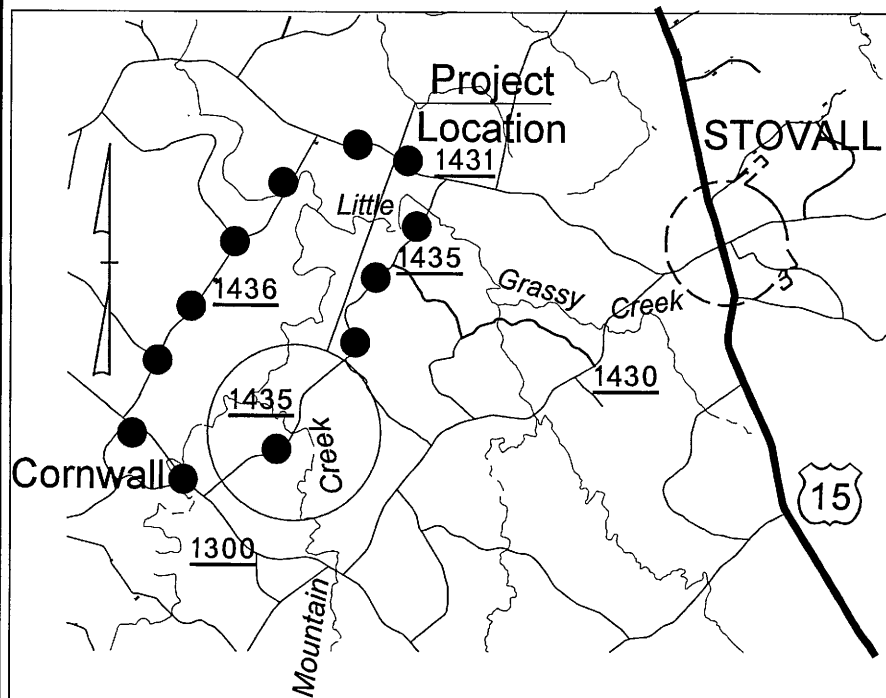 Project
Location
STOVALL
1431
Little
1435
Grassy
Creek
1436
1430
1435
Creek
Cornwall
15
1300
Mountain